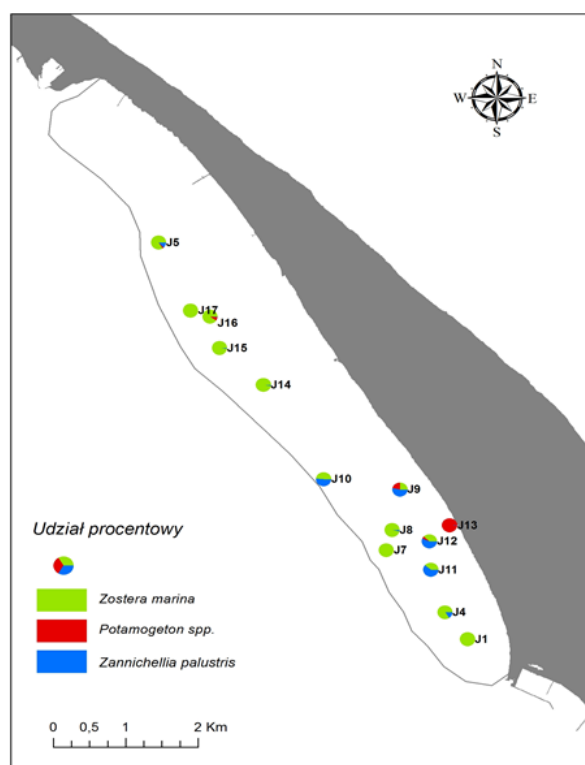 N
W E
S
J5
J17
J16
J15
J14
J10
J9
J13
J8
J12
J7
J11
J4
J1
Udział procentowy
Zostera marina
Potamogeton spp.
Zannichellia palustris
0 0,5 1 2 Km